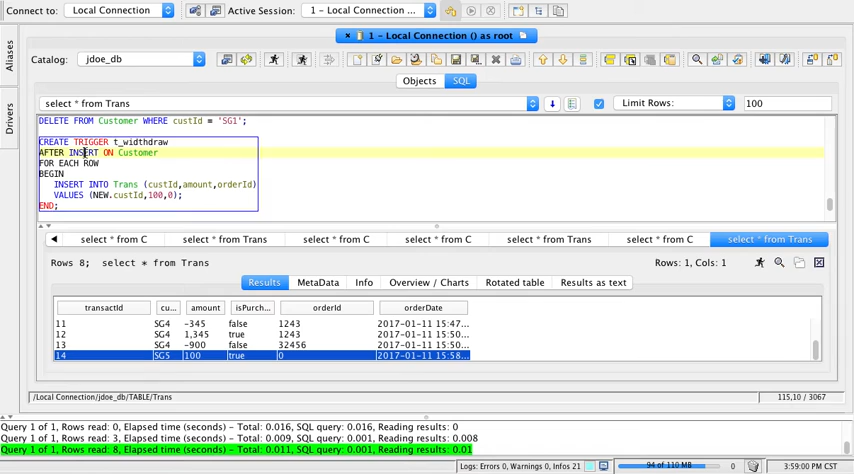 Connect to: Local Connection Active Session: 1 - Local Connection ...
Aliases
Drivers
1 - Local Connection () as root
Catalog: jdoe_db
Objects SQL
select * from Trans Limit Rows: 100
DELETE FROM Customer WHERE custId = 'SG1';
CREATE TRIGGER t_widthdraw
AFTER INSERT ON Customer
FOR EACH ROW
BEGIN
INSERT INTO Trans (custId,amount,orderId)
VALUES (NEW.custId,100,0);
END;
select * from C select * from Trans select * from C select * from C select * from Trans select * from C select * from Trans
Rows 8; select * from Trans Rows: 1, Cols: 1
Results MetaData Info Overview / Charts Rotated table Results as text
transactId cu... amount isPurch... orderId orderDate
11 SG4 -345 false 1243 2017-01-11 15:47...
12 SG4 1,345 true 1243 2017-01-11 15:50...
13 SG4 -900 false 32456 2017-01-11 15:50...
14 SG5 100 true 0 2017-01-11 15:58...
/Local Connection/jdoe_db/TABLE/Trans 115,10 / 3067
Query 1 of 1, Rows read: 0, Elapsed time (seconds) - Total: 0.016, SQL query: 0.016, Reading results: 0
Query 1 of 1, Rows read: 3, Elapsed time (seconds) - Total: 0.009, SQL query: 0.001, Reading results: 0.008
Query 1 of 1, Rows read: 8, Elapsed time (seconds) - Total: 0.011, SQL query: 0.001, Reading results: 0.01
Logs: Errors 0, Warnings 0, Infos 21 94 of 110 MB 0 3:59:00 PM CST